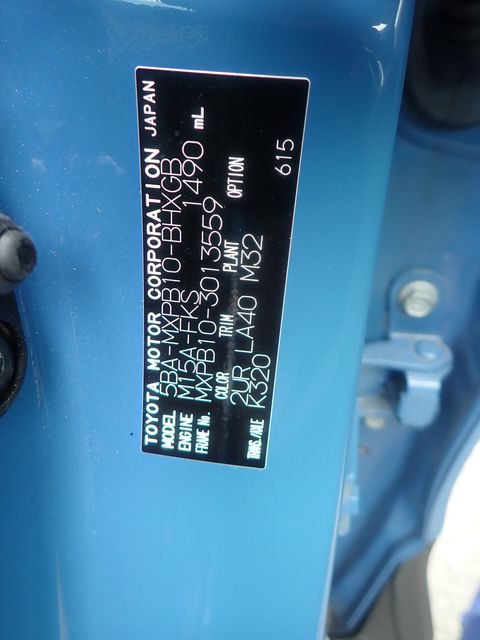 TOYOTA MOTOR CORPORATION JAPAN
MODEL 5BA-MXPB10-BHXGB
ENGINE M15A-FKS 1490 mL
FRAME No. MXPB10-3013559
COLOR TRIM PLANT OPTION
2UR LA40 M32
TRANS./AXLE K320 615